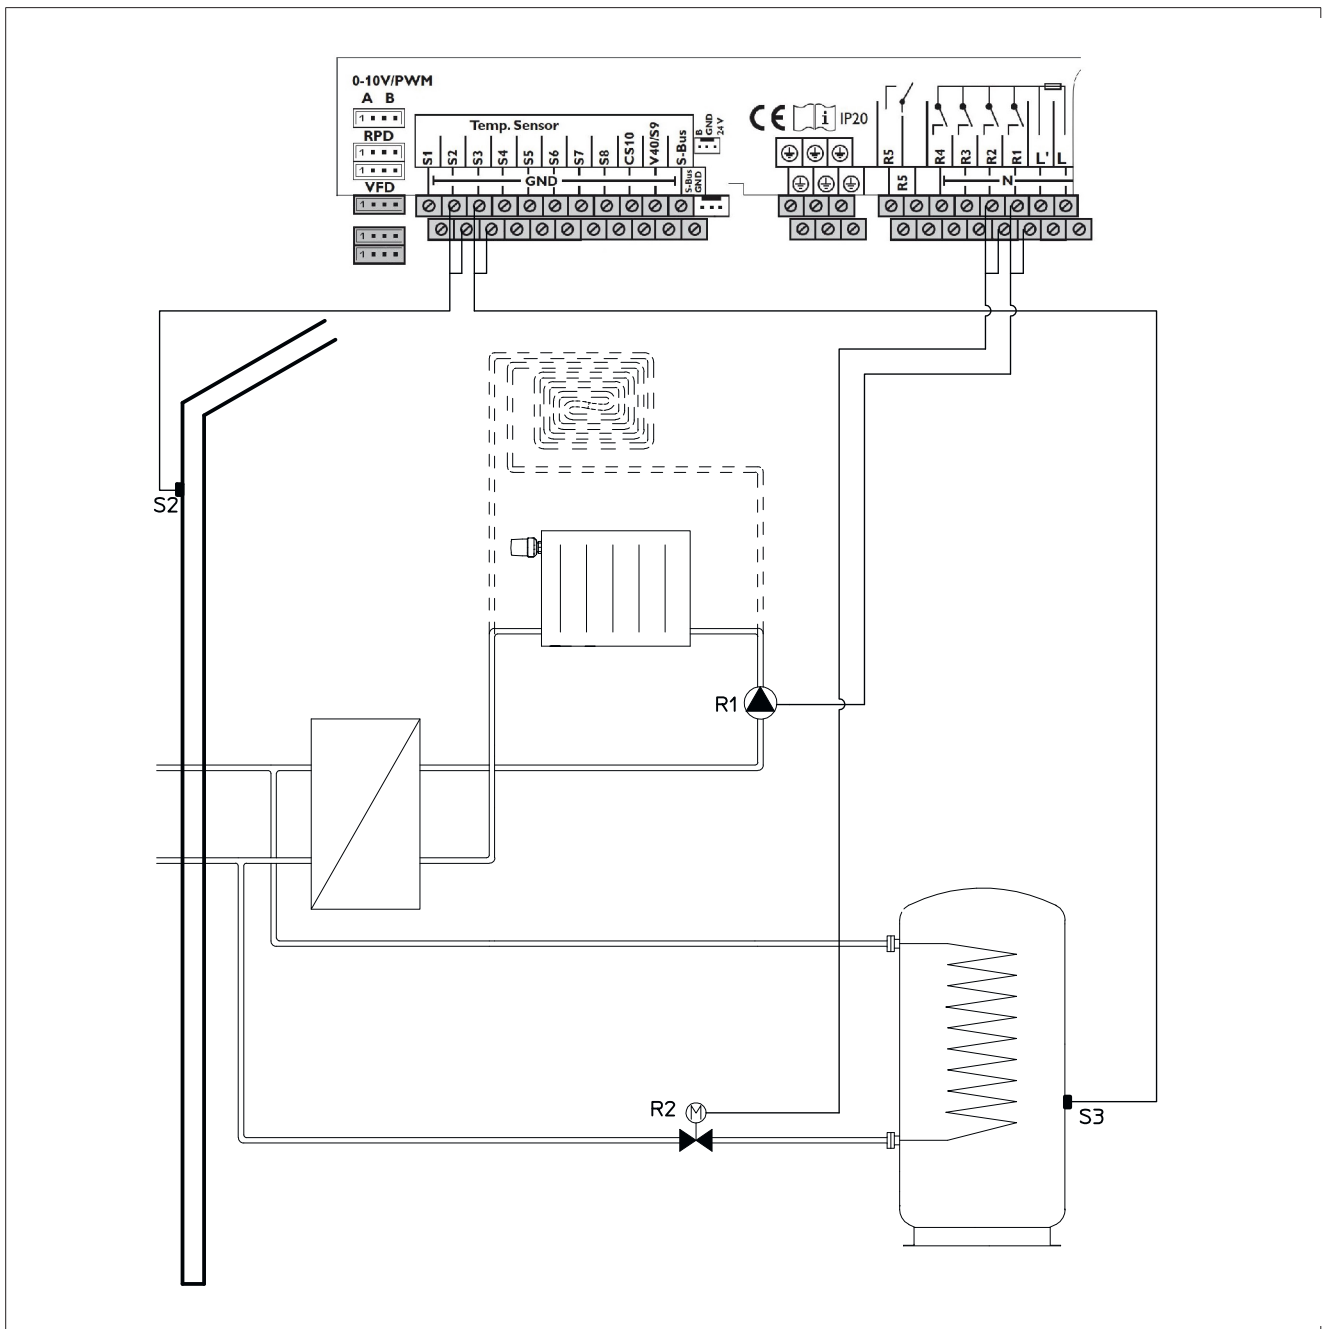 0-10V/PWM
A B
1
RPD
1
1
VFD
1
1
1
Temp. Sensor
S1 S2 S3 S4 S5 S6 S7 S8 CS10 V40/S9 S-Bus
GND
S-Bus
GND
B
GND
24 V
CE i IP20
R5 R4 R3 R2 R1 L' L
R5 N
S2
R1
R2 M
S3